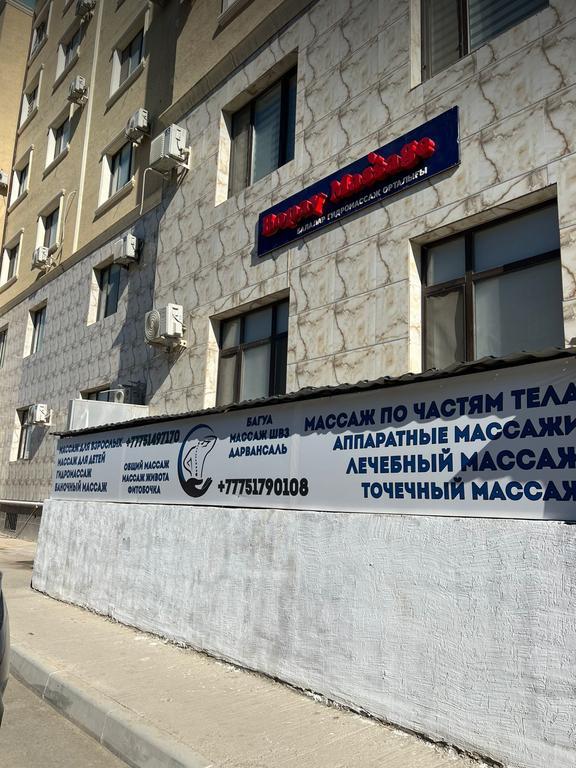 Massage
БАЛАЛАР ГИДРОМАССАЖ ОРТАЛЫҒЫ
МАССАЖ ДЛЯ ВЗРОСЛЫХ
МАССАЖ ДЛЯ ДЕТЕЙ
ГИДРОМАССАЖ
БАНОЧНЫЙ МАССАЖ
+77751497170
ОБЩИЙ МАССАЖ
МАССАЖ ЖИВОТА
ФИТОБОЧКА
БАГУА
МАССАЖ ШВЗ
ДАРВАНСАЛЬ
+77751790108
МАССАЖ ПО ЧАСТЯМ ТЕЛА
АППАРАТНЫЕ МАССАЖИ
ЛЕЧЕБНЫЙ МАССАЖ
ТОЧЕЧНЫЙ МАССАЖ